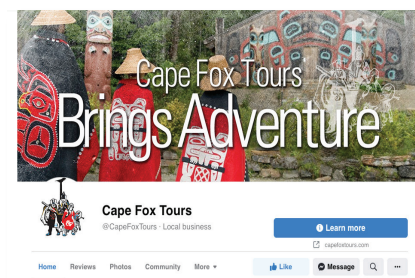 Cape Fox Tours
Brings Adventure
Cape Fox Tours
@CapeFoxTours · Local business
Learn more
capefoxtours.com
Home Reviews Photos Community More Like Message